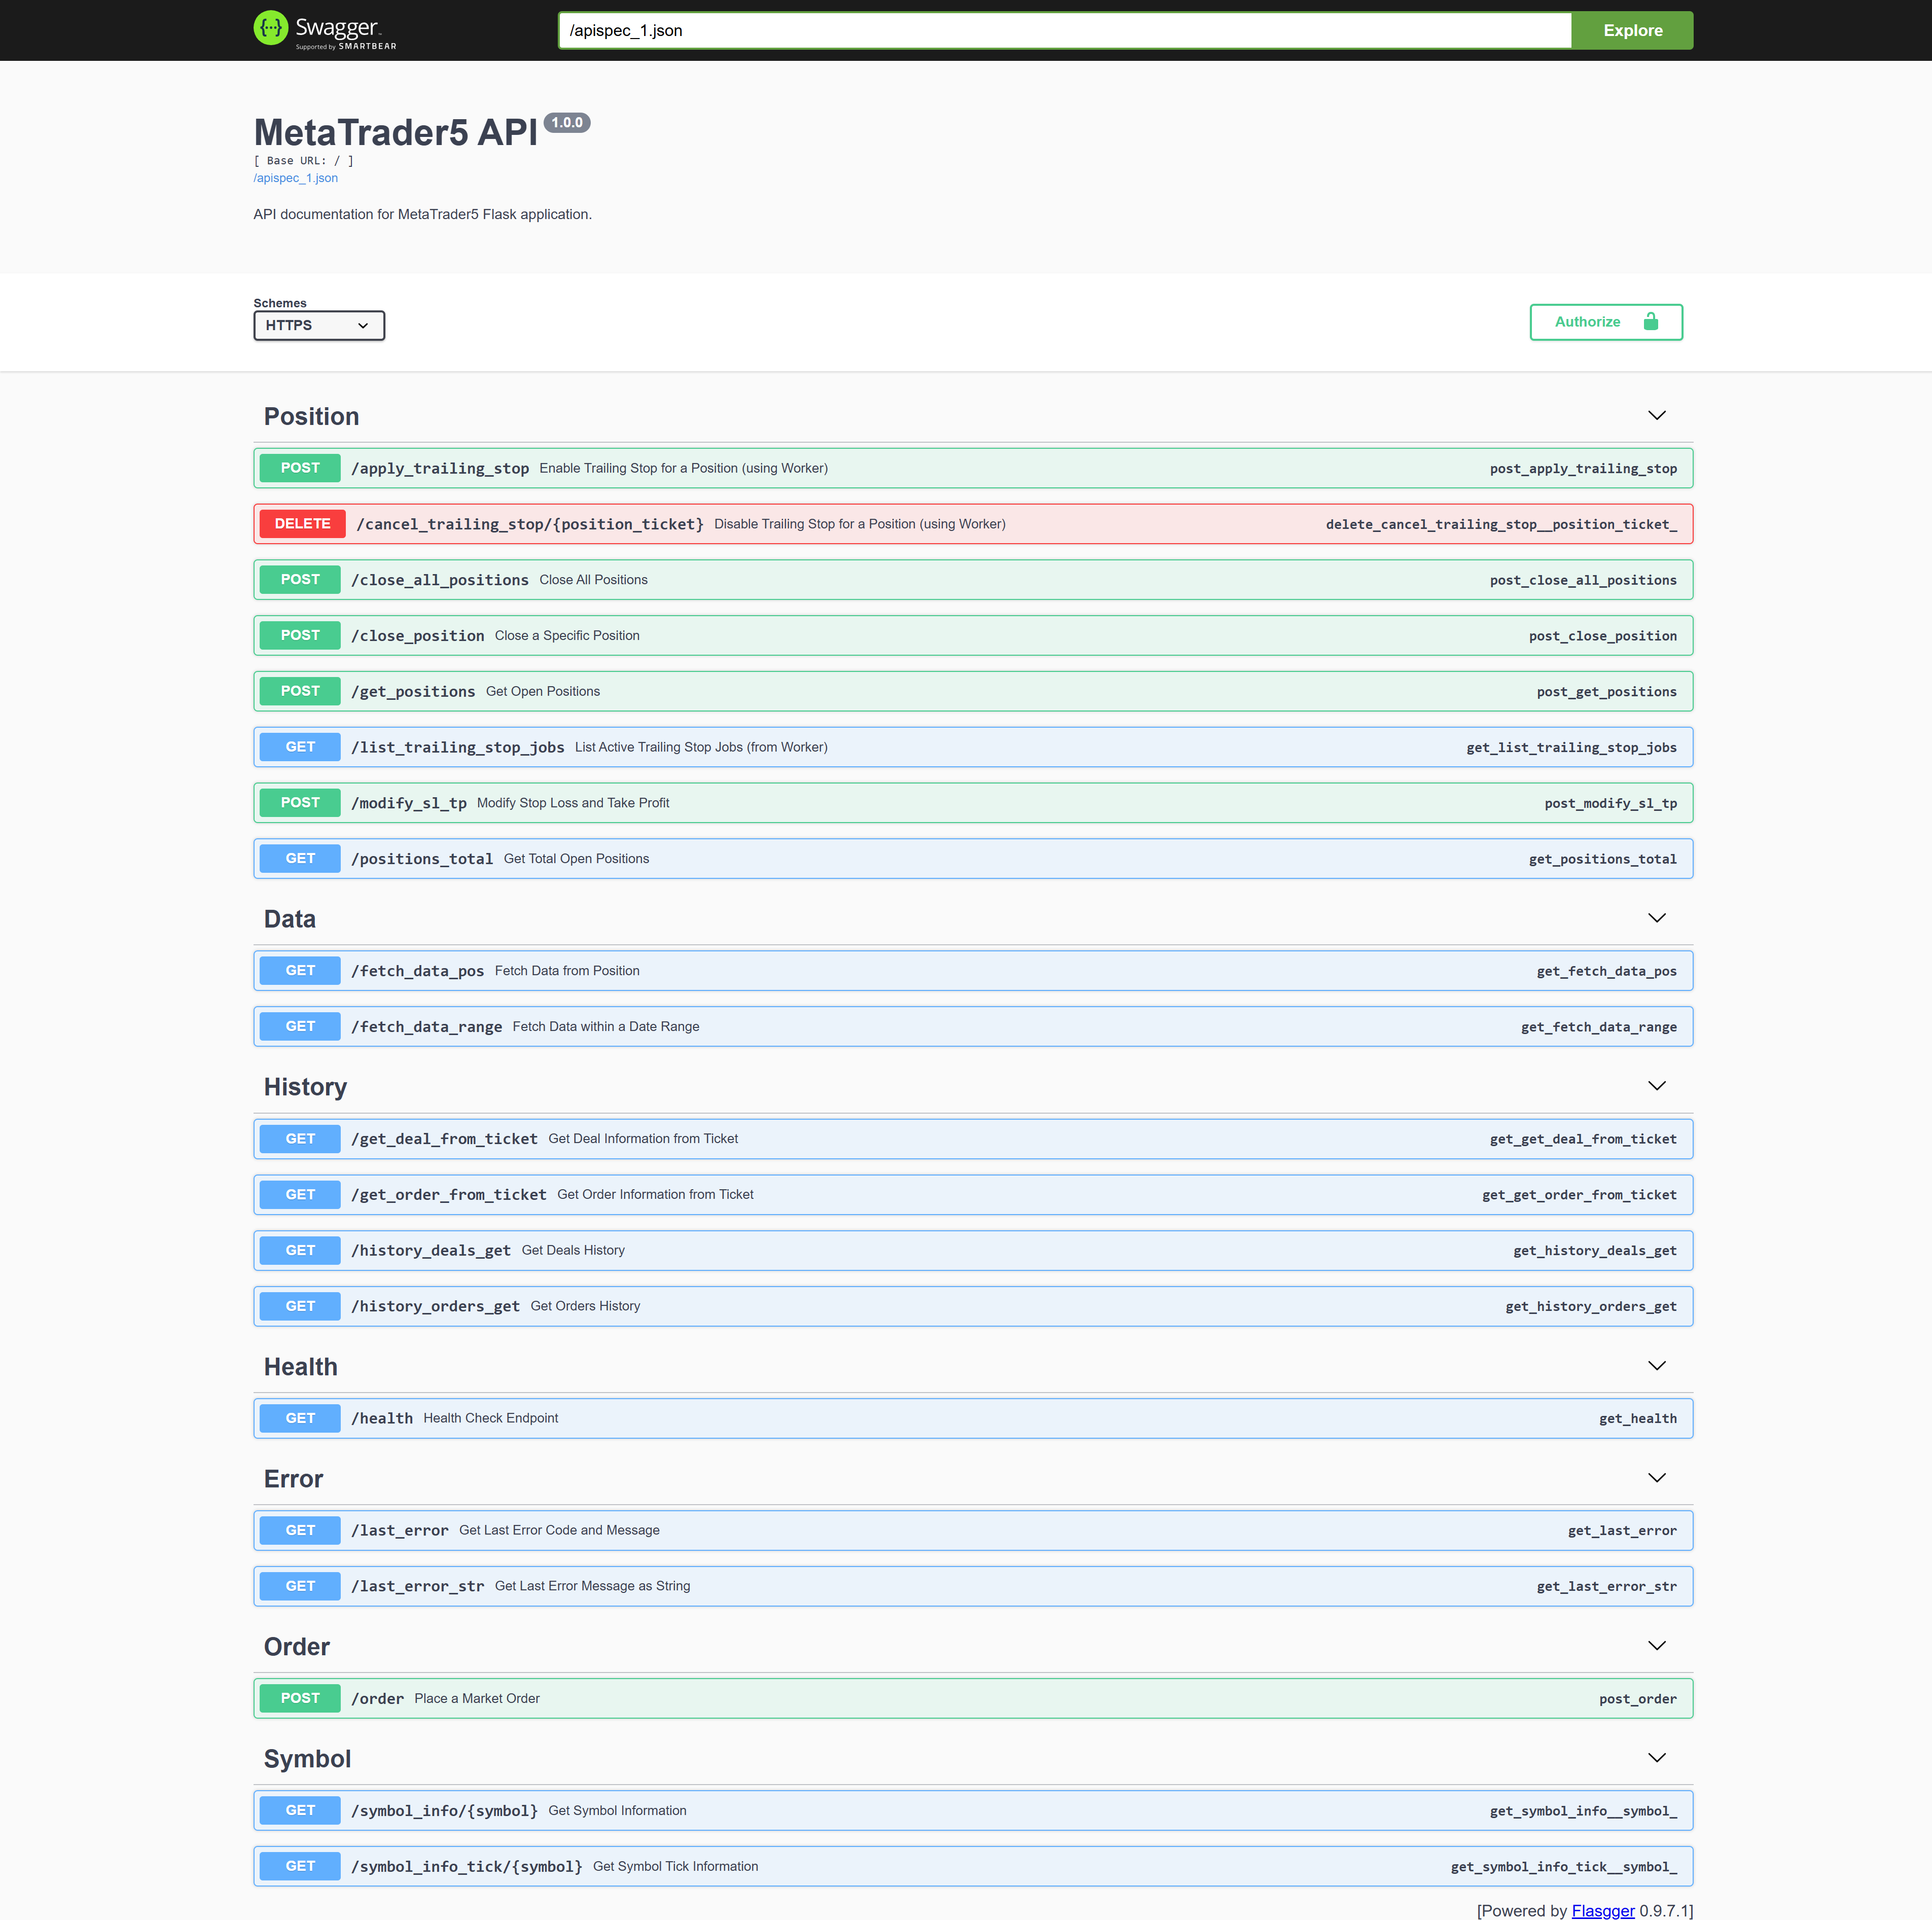 Swagger
Supported by SMARTBEAR
/apispec_1.json
Explore
MetaTrader5 API 1.0.0
[ Base URL: / ]
/apispec_1.json
API documentation for MetaTrader5 Flask application.
Schemes
HTTPS
Authorize
Position
POST /apply_trailing_stop Enable Trailing Stop for a Position (using Worker) post_apply_trailing_stop
DELETE /cancel_trailing_stop/{position_ticket} Disable Trailing Stop for a Position (using Worker) delete_cancel_trailing_stop__position_ticket_
POST /close_all_positions Close All Positions post_close_all_positions
POST /close_position Close a Specific Position post_close_position
POST /get_positions Get Open Positions post_get_positions
GET /list_trailing_stop_jobs List Active Trailing Stop Jobs (from Worker) get_list_trailing_stop_jobs
POST /modify_sl_tp Modify Stop Loss and Take Profit post_modify_sl_tp
GET /positions_total Get Total Open Positions get_positions_total
Data
GET /fetch_data_pos Fetch Data from Position get_fetch_data_pos
GET /fetch_data_range Fetch Data within a Date Range get_fetch_data_range
History
GET /get_deal_from_ticket Get Deal Information from Ticket get_get_deal_from_ticket
GET /get_order_from_ticket Get Order Information from Ticket get_get_order_from_ticket
GET /history_deals_get Get Deals History get_history_deals_get
GET /history_orders_get Get Orders History get_history_orders_get
Health
GET /health Health Check Endpoint get_health
Error
GET /last_error Get Last Error Code and Message get_last_error
GET /last_error_str Get Last Error Message as String get_last_error_str
Order
POST /order Place a Market Order post_order
Symbol
GET /symbol_info/{symbol} Get Symbol Information get_symbol_info__symbol_
GET /symbol_info_tick/{symbol} Get Symbol Tick Information get_symbol_info_tick__symbol_
[Powered by Flasgger 0.9.7.1]